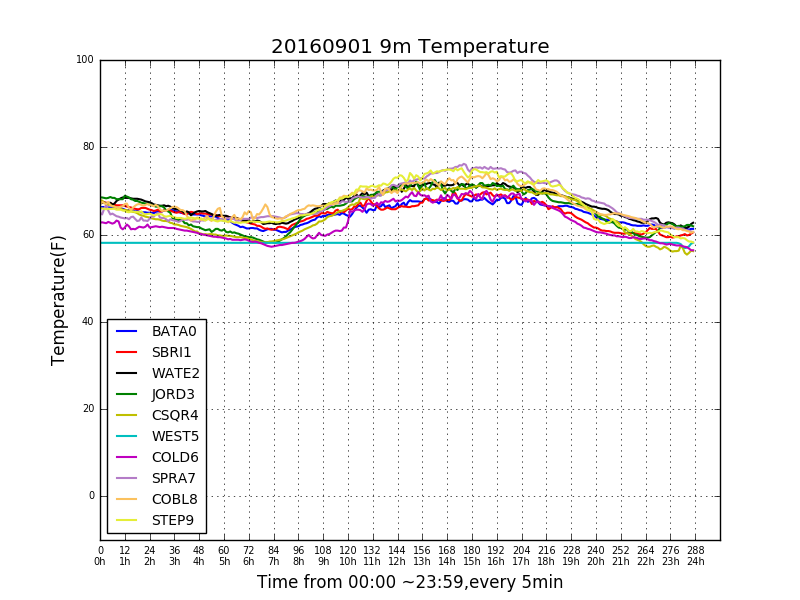 20160901 9m Temperature
100
80
60
40
20
0
Temperature(F)
BATA0
SBRI1
WATE2
JORD3
CSQR4
WEST5
COLD6
SPRA7
COBL8
STEP9
0 12 24 36 48 60 72 84 96 108 120 132 144 156 168 180 192 204 216 228 240 252 264 276 288
0h 1h 2h 3h 4h 5h 6h 7h 8h 9h 10h 11h 12h 13h 14h 15h 16h 17h 18h 19h 20h 21h 22h 23h 24h
Time from 00:00 ~23:59,every 5min